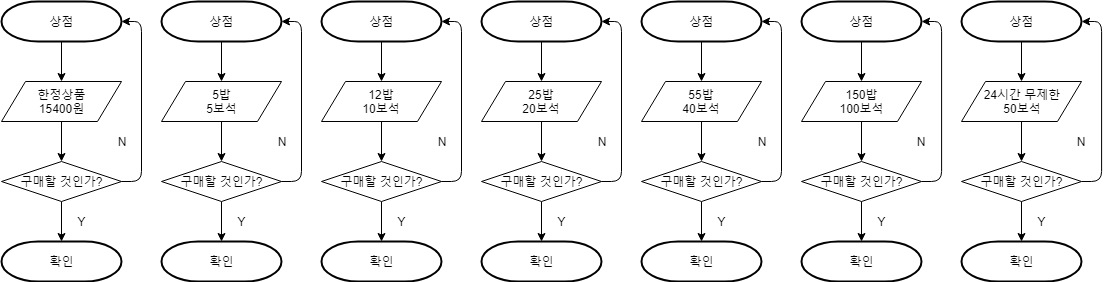 상점
상점
상점
상점
상점
상점
상점
한정상품
15400원
5밥
5보석
12밥
10보석
25밥
20보석
55밥
40보석
150밥
100보석
24시간 무제한
50보석
N
N
N
N
N
N
N
구매할 것인가?
구매할 것인가?
구매할 것인가?
구매할 것인가?
구매할 것인가?
구매할 것인가?
구매할 것인가?
Y
Y
Y
Y
Y
Y
Y
확인
확인
확인
확인
확인
확인
확인